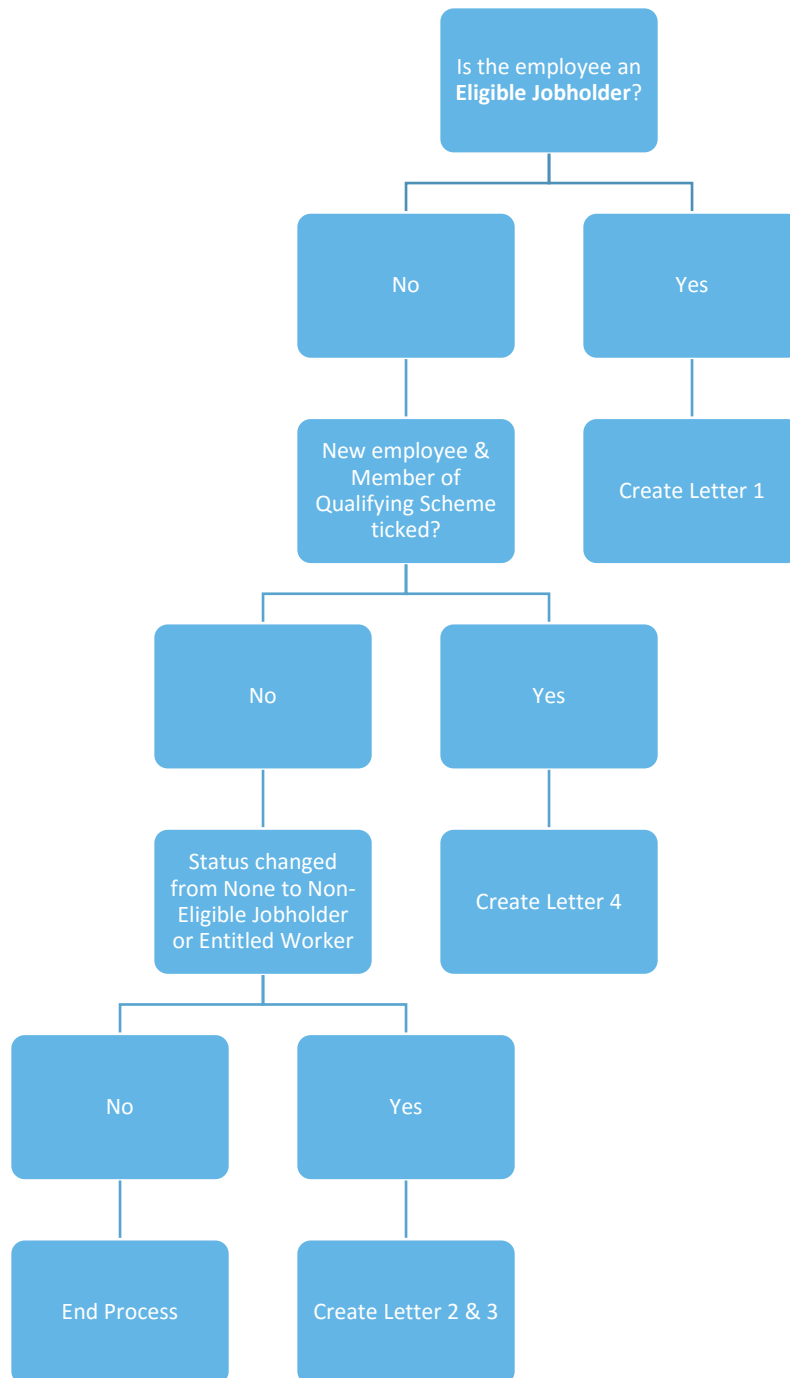 Is the employee an
Eligible Jobholder?
No
Yes
New employee &
Member of
Qualifying Scheme
ticked?
Create Letter 1
No
Yes
Status changed
from None to Non-
Eligible Jobholder
or Entitled Worker
Create Letter 4
No
Yes
End Process
Create Letter 2 & 3